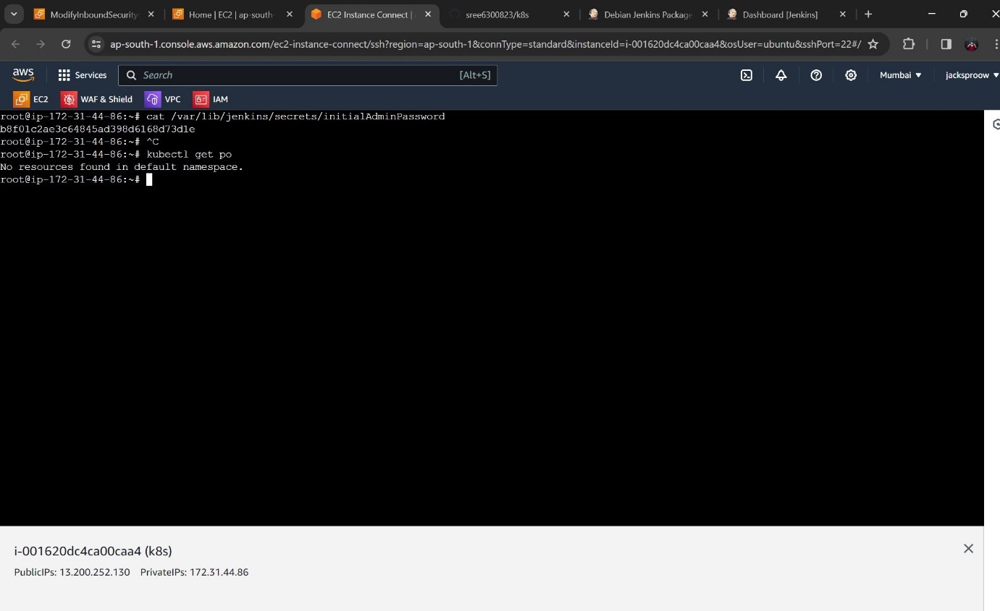 ModifyInboundSecurity
Home | EC2 | ap-south-
EC2 Instance Connect |
sree6300823/k8s
Debian Jenkins Package
Dashboard [Jenkins]
ap-south-1.console.aws.amazon.com/ec2-instance-connect/ssh?region=ap-south-1&connType=standard&instanceId=i-001620dc4ca00caa4&osUser=ubuntu&sshPort=22#/
aws
Services
Search
[Alt+S]
Mumbai
jacksproow
EC2
WAF & Shield
VPC
IAM
root@ip-172-31-44-86:~# cat /var/lib/jenkins/secrets/initialAdminPassword
b8f01c2ae3c64845ad398d6168d73d1e
root@ip-172-31-44-86:~# ^C
root@ip-172-31-44-86:~# kubectl get po
No resources found in default namespace.
root@ip-172-31-44-86:~#
i-001620dc4ca00caa4 (k8s)
PublicIPs: 13.200.252.130 PrivateIPs: 172.31.44.86